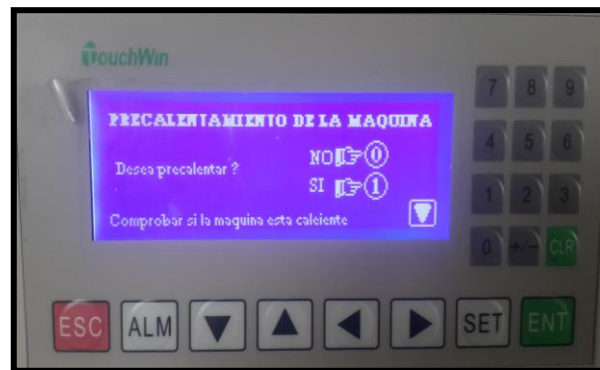 TouchWin
PRECALENTAMIENTO DE LA MAQUINA
Desea precalentar ?
NO 0
SI 1
Comprobar si la maquina esta caleiente
7 8 9
4 5 6
1 2 3
0 +/- CLR
ESC ALM SET ENT